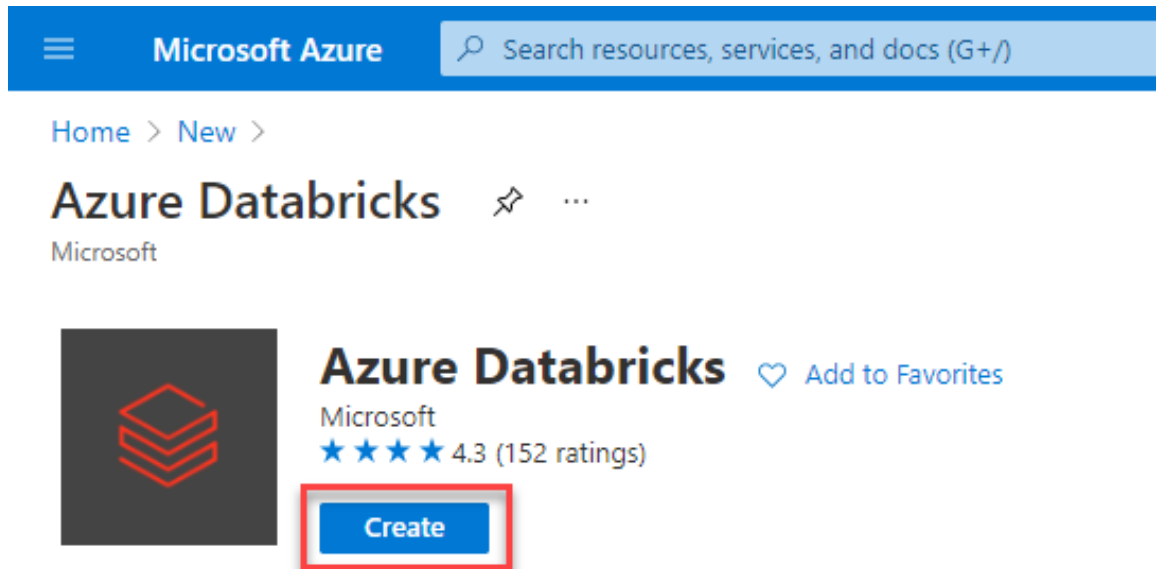 Microsoft Azure Search resources, services, and docs (G+/)
Home > New >
Azure Databricks ...
Microsoft
Azure Databricks Add to Favorites
Microsoft
4.3 (152 ratings)
Create